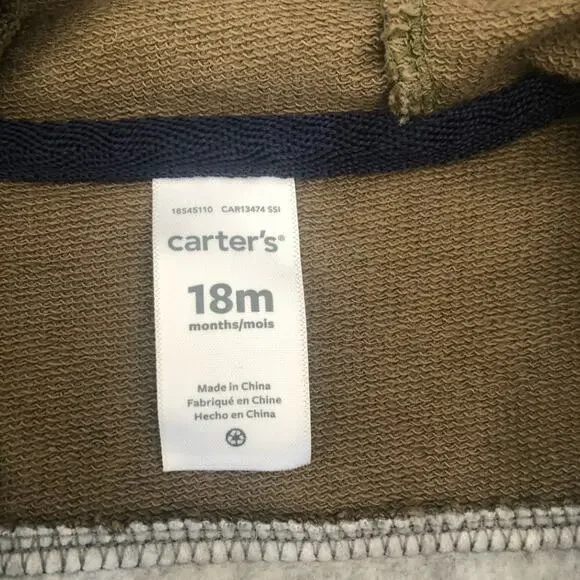 18545110 CAR13474 SSI
carter's®
18m
months/mois
Made in China
Fabriqué en Chine
Hecho en China